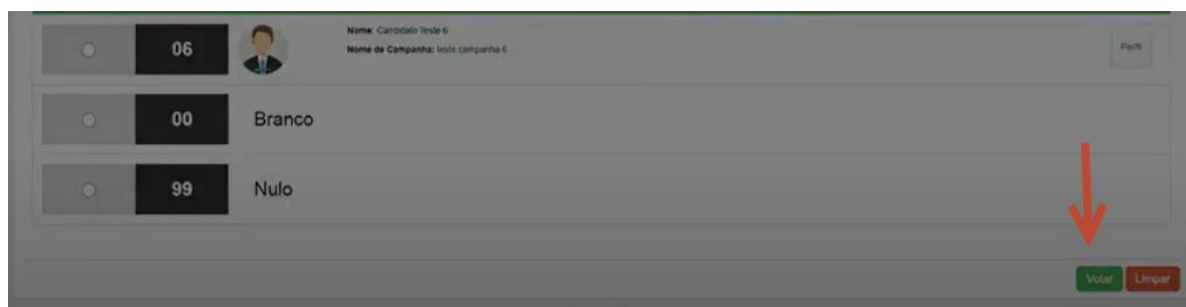 06
Nome: Candidato Teste 6
Nome de Campanha: teste campanha 6
Perfil
00 Branco
99 Nulo
Votar Limpar